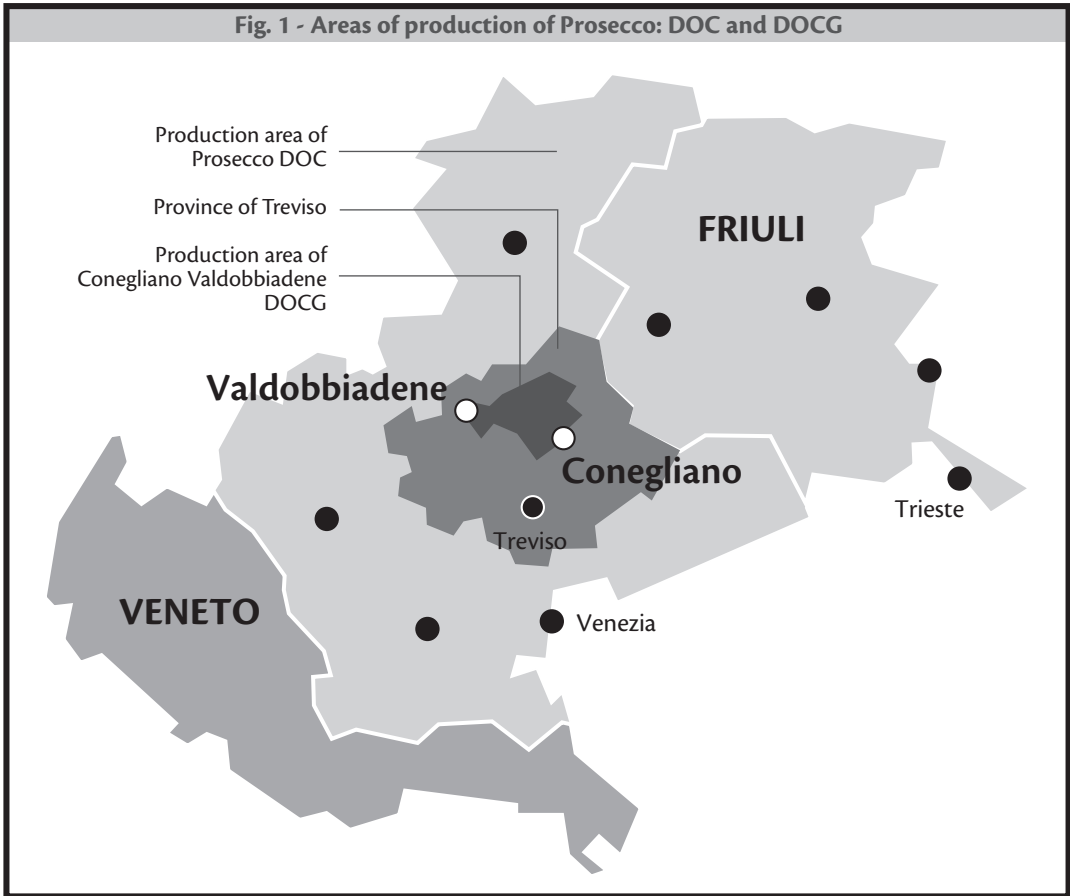 Fig. 1 - Areas of production of Prosecco: DOC and DOCG
Production area of
Prosecco DOC
Province of Treviso
Production area of
Conegliano Valdobbiadene
DOCG
FRIULI
Valdobbiadene
Conegliano
Trieste
Treviso
VENETO
Venezia